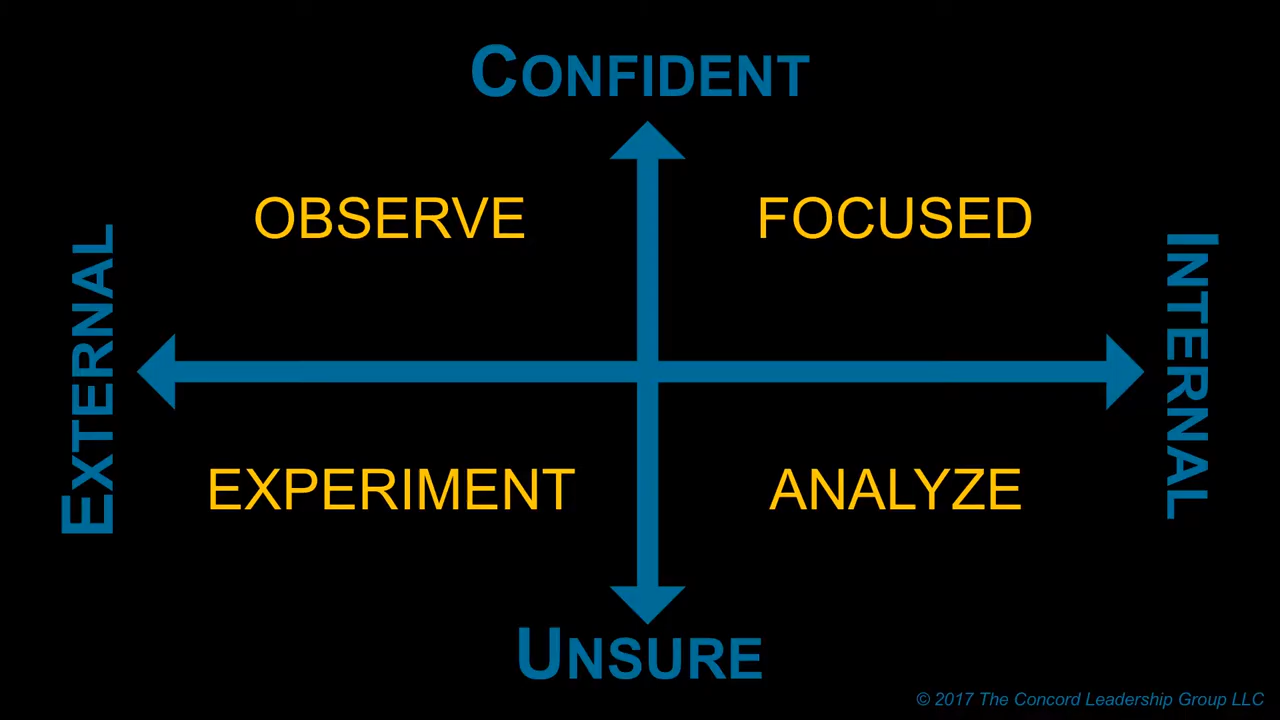 CONFIDENT
OBSERVE
FOCUSED
EXTERNAL
INTERNAL
EXPERIMENT
ANALYZE
UNSURE
© 2017 The Concord Leadership Group LLC